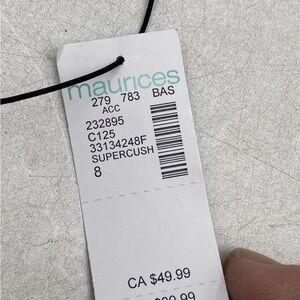 maurices
279 783 BAS
ACC
232895
C125
33134248F
SUPERCUSH
8
CA $49.99